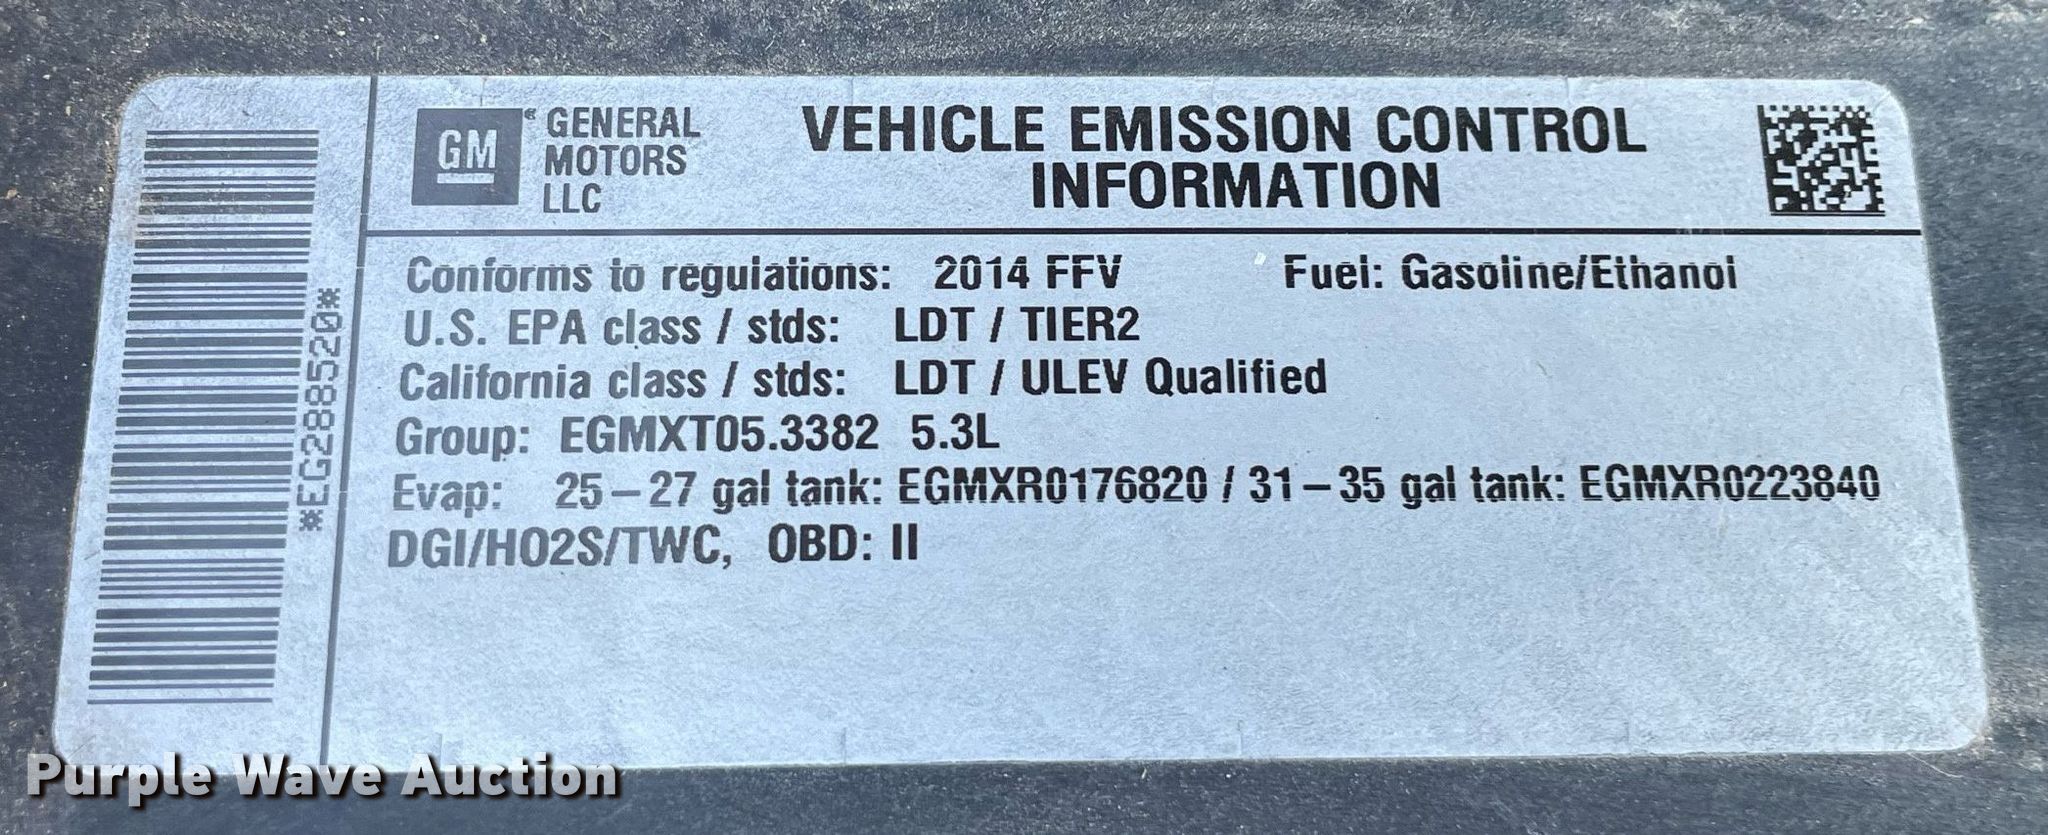 GM
GENERAL
MOTORS
LLC
VEHICLE EMISSION CONTROL
INFORMATION
Conforms to regulations: 2014 FFV Fuel: Gasoline/Ethanol
U.S. EPA class / stds: LDT / TIER2
California class / stds: LDT / ULEV Qualified
Group: EGMXT05.3382 5.3L
Evap: 25-27 gal tank: EGMXR0176820 / 31-35 gal tank: EGMXR0223840
DGI/HO2S/TWC, OBD: II
*EG288520*
Purple Wave Auction